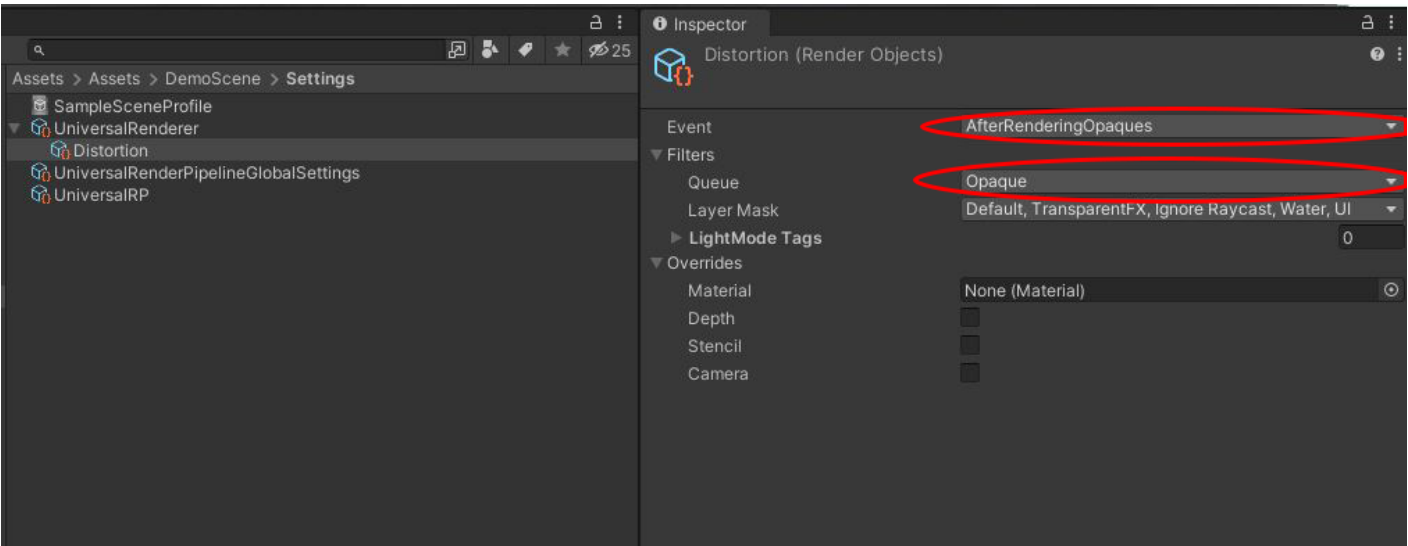 25
Assets > Assets > DemoScene > Settings
SampleSceneProfile
UniversalRenderer
Distortion
UniversalRenderPipelineGlobalSettings
UniversalRP
Inspector
Distortion (Render Objects)
Event AfterRenderingOpaques
Filters
Queue Opaque
Layer Mask Default, TransparentFX, Ignore Raycast, Water, UI
LightMode Tags 0
Overrides
Material None (Material)
Depth
Stencil
Camera